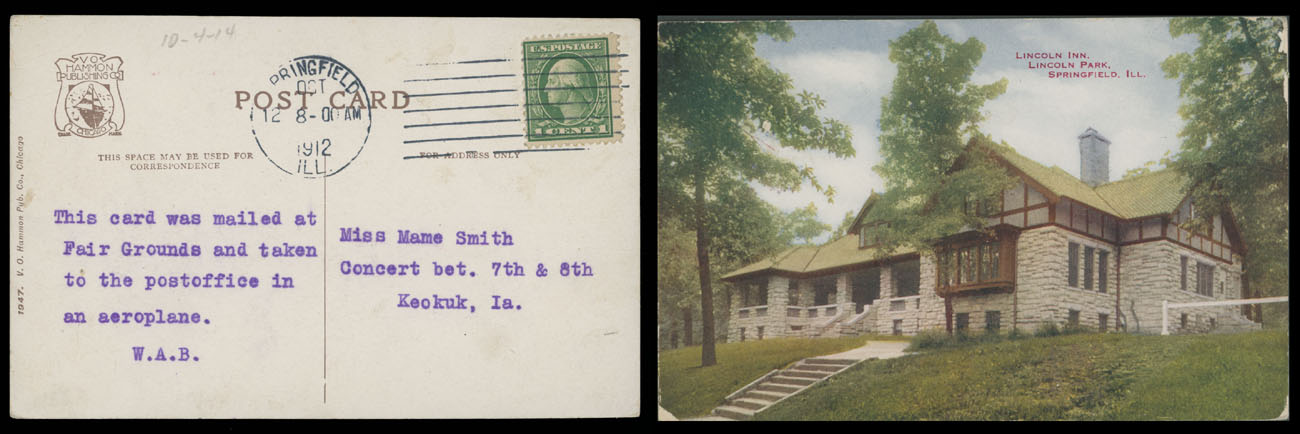 10-4-14
VO
HAMMON
PUBLISHING CO
CHICAGO
PRINGFIELD
OCT
12 8-00 AM
1912
ILL.
U.S. POSTAGE
1 CENT 1
POST CARD
THIS SPACE MAY BE USED FOR
CORRESPONDENCE
FOR ADDRESS ONLY
1947. V. O. Hammon Pub. Co., Chicago
This card was mailed at
Fair Grounds and taken
to the postoffice in
an aeroplane.
W.A.B.
Miss Mame Smith
Concert bet. 7th & 8th
Keokuk, Ia.
LINCOLN INN,
LINCOLN PARK,
SPRINGFIELD, ILL.